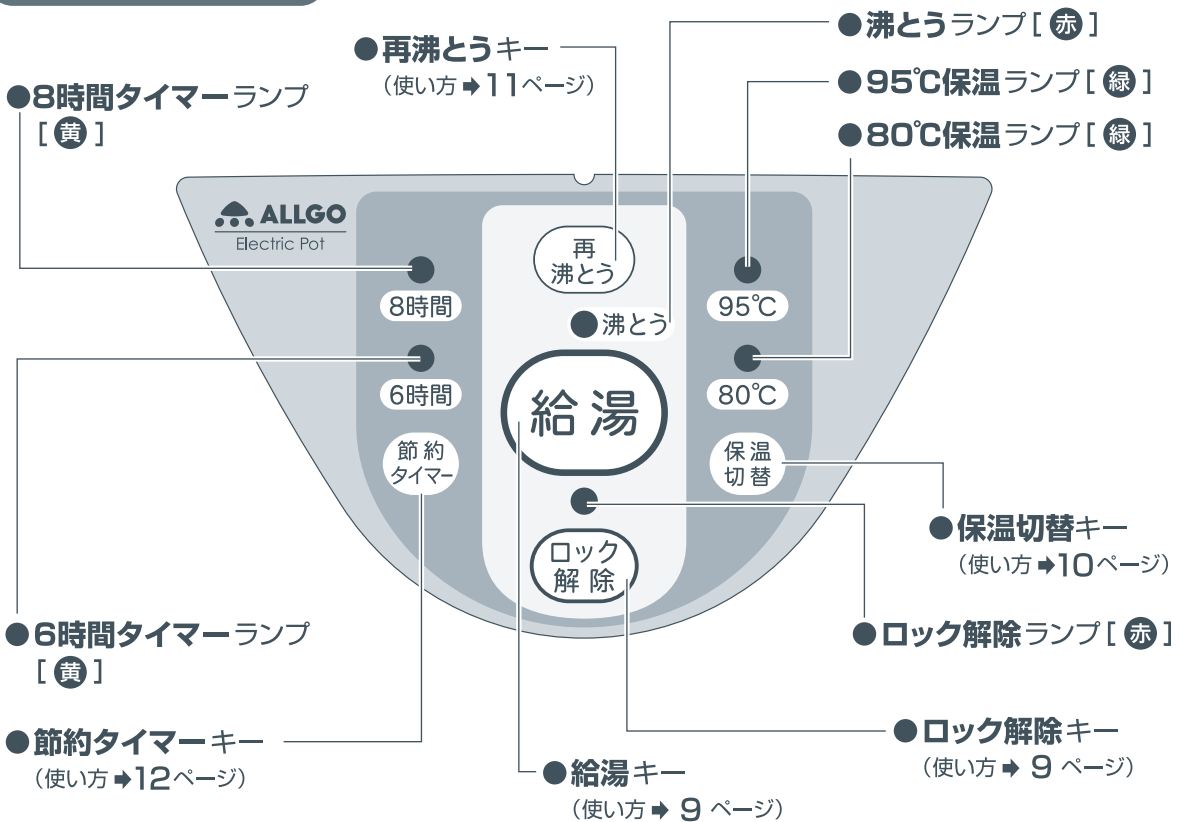 ●沸とうランプ[赤]
●再沸とうキー
（使い方➡11ページ）
●95℃保温ランプ[緑]
●8時間タイマーランプ
[黄]
●80℃保温ランプ[緑]
ALLGO
Electric Pot
再
沸とう
8時間
沸とう
95℃
6時間
給湯
80℃
節約
タイマー
保温
切替
ロック
解除
●保温切替キー
（使い方➡10ページ）
●6時間タイマーランプ
[黄]
●ロック解除ランプ[赤]
●節約タイマーキー
（使い方➡12ページ）
●ロック解除キー
（使い方➡ 9 ページ）
●給湯キー
（使い方➡ 9 ページ）